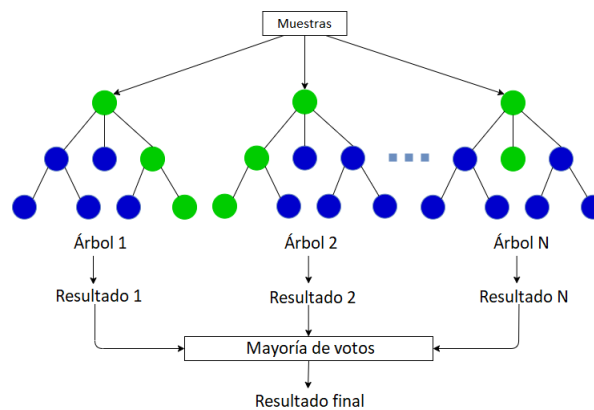 Muestras
Árbol 1
Árbol 2
Árbol N
Resultado 1
Resultado 2
Resultado N
Mayoría de votos
Resultado final